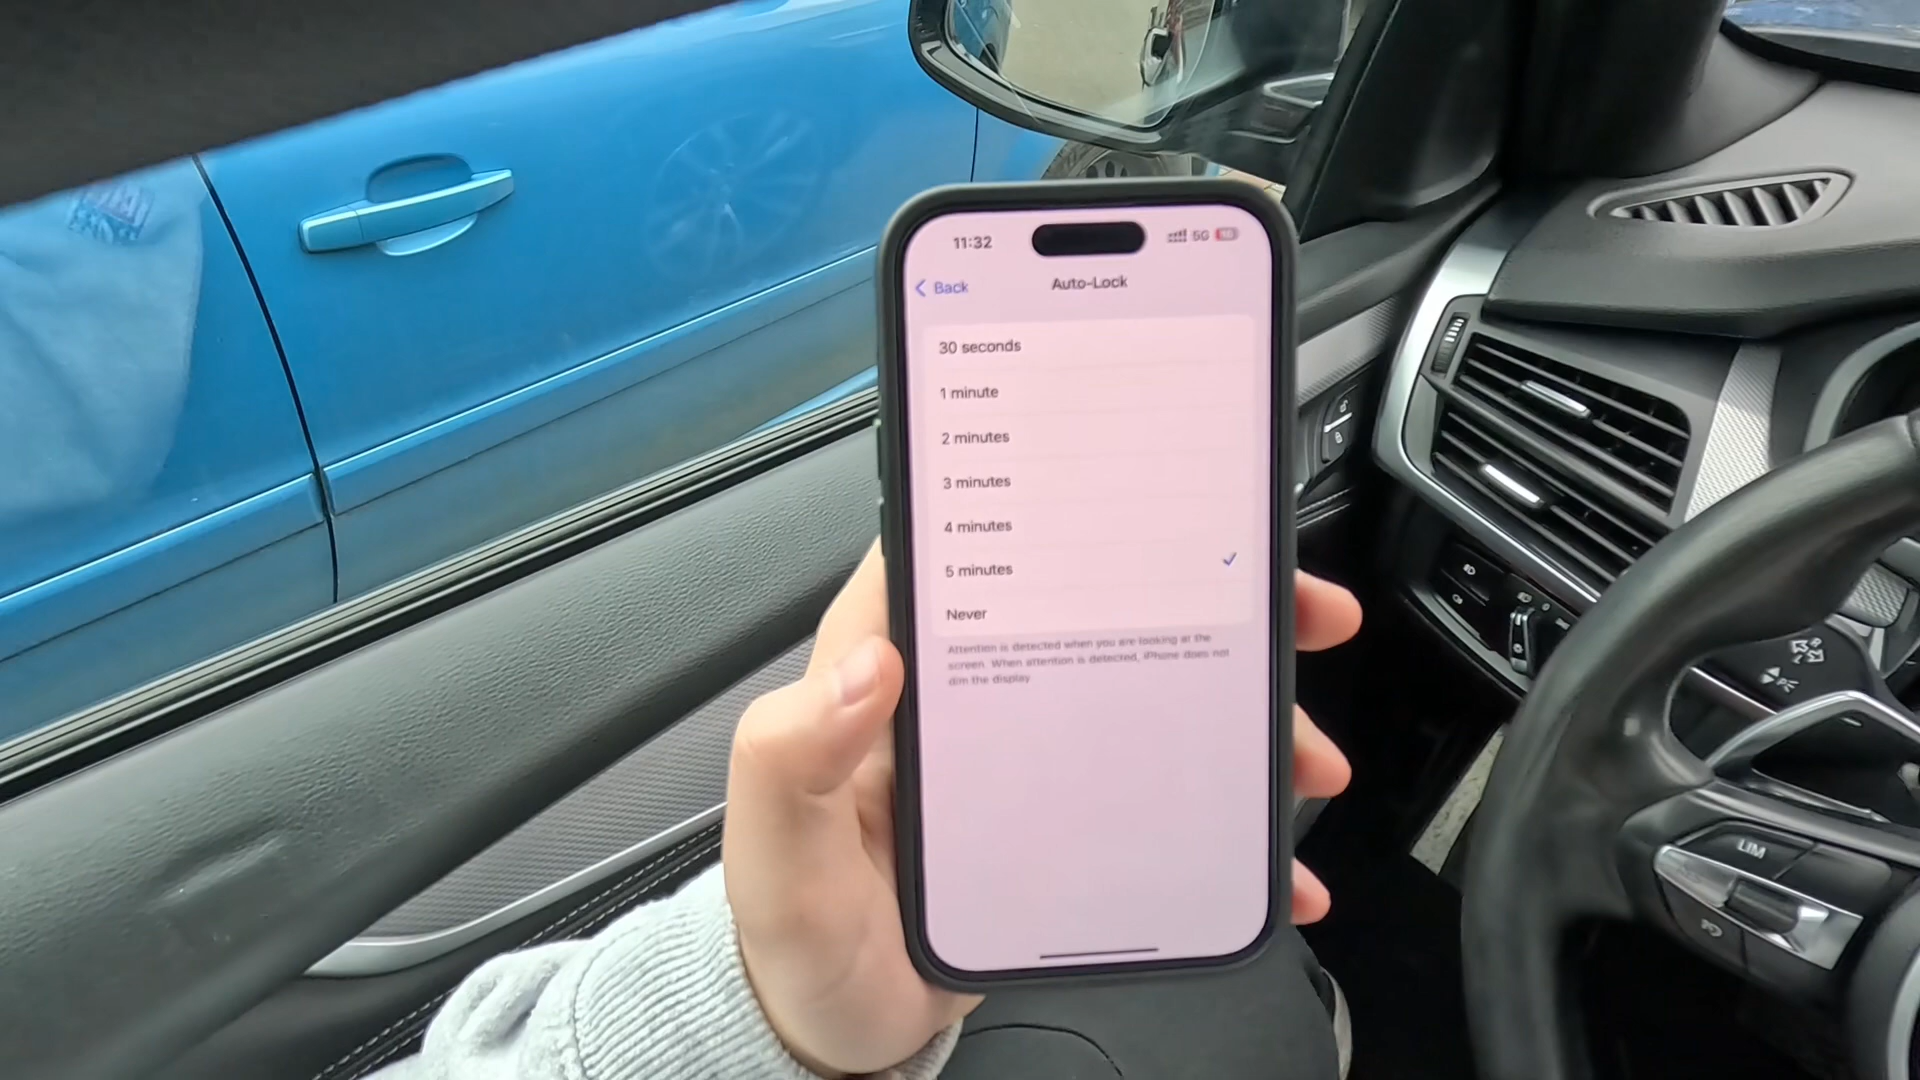 11:32
5G
Back
Auto-Lock
30 seconds
1 minute
2 minutes
3 minutes
4 minutes
5 minutes
Never
Attention is detected when you are looking at the
screen. When attention is detected, iPhone does not
dim the display
LIM